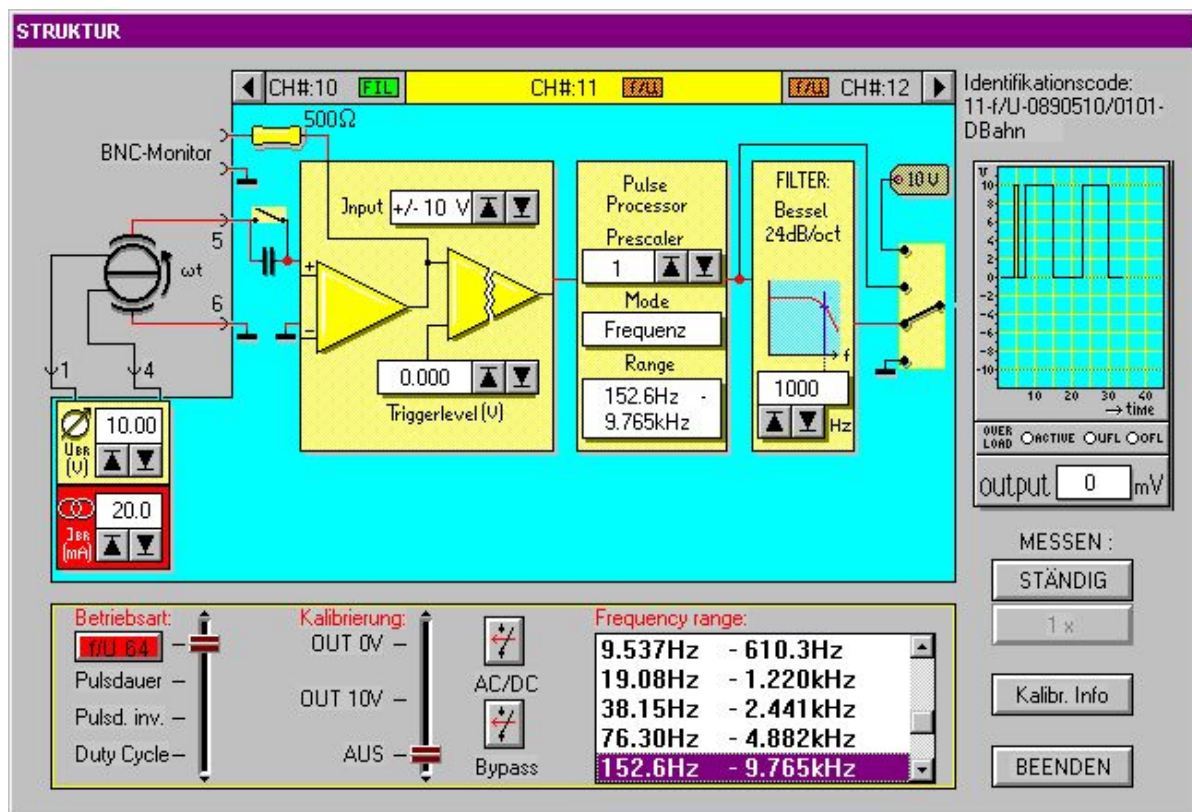 STRUKTUR
CH#:10 FIL CH#:11 f/U f/U CH#:12
Identifikationscode:
11-f/U-0890510/0101-
DBahn
500Ω
BNC-Monitor
5
6
ωt
1
4
Input +/- 10 V
0.000
Triggerlevel (V)
Pulse
Processor
Prescaler
1
Mode
Frequenz
Range
152.6Hz -
9.765kHz
FILTER:
Bessel
24dB/oct
f
1000
Hz
10 V
V
10
8
6
4
2
0
-2
-4
-6
-8
-10
10 20 30 40
→ time
OVER
LOAD ACTIVE UFL OFL
output 0 mV
10.00
UBR
(V)
20.0
JBR
(mA)
MESSEN :
STÄNDIG
1 x
Kalibr. Info
BEENDEN
Betriebsart:
f/U 64
Pulsdauer
Pulsd. inv.
Duty Cycle
Kalibrierung:
OUT 0V
OUT 10V
AUS
AC/DC
Bypass
Frequency range:
9.537Hz - 610.3Hz
19.08Hz - 1.220kHz
38.15Hz - 2.441kHz
76.30Hz - 4.882kHz
152.6Hz - 9.765kHz